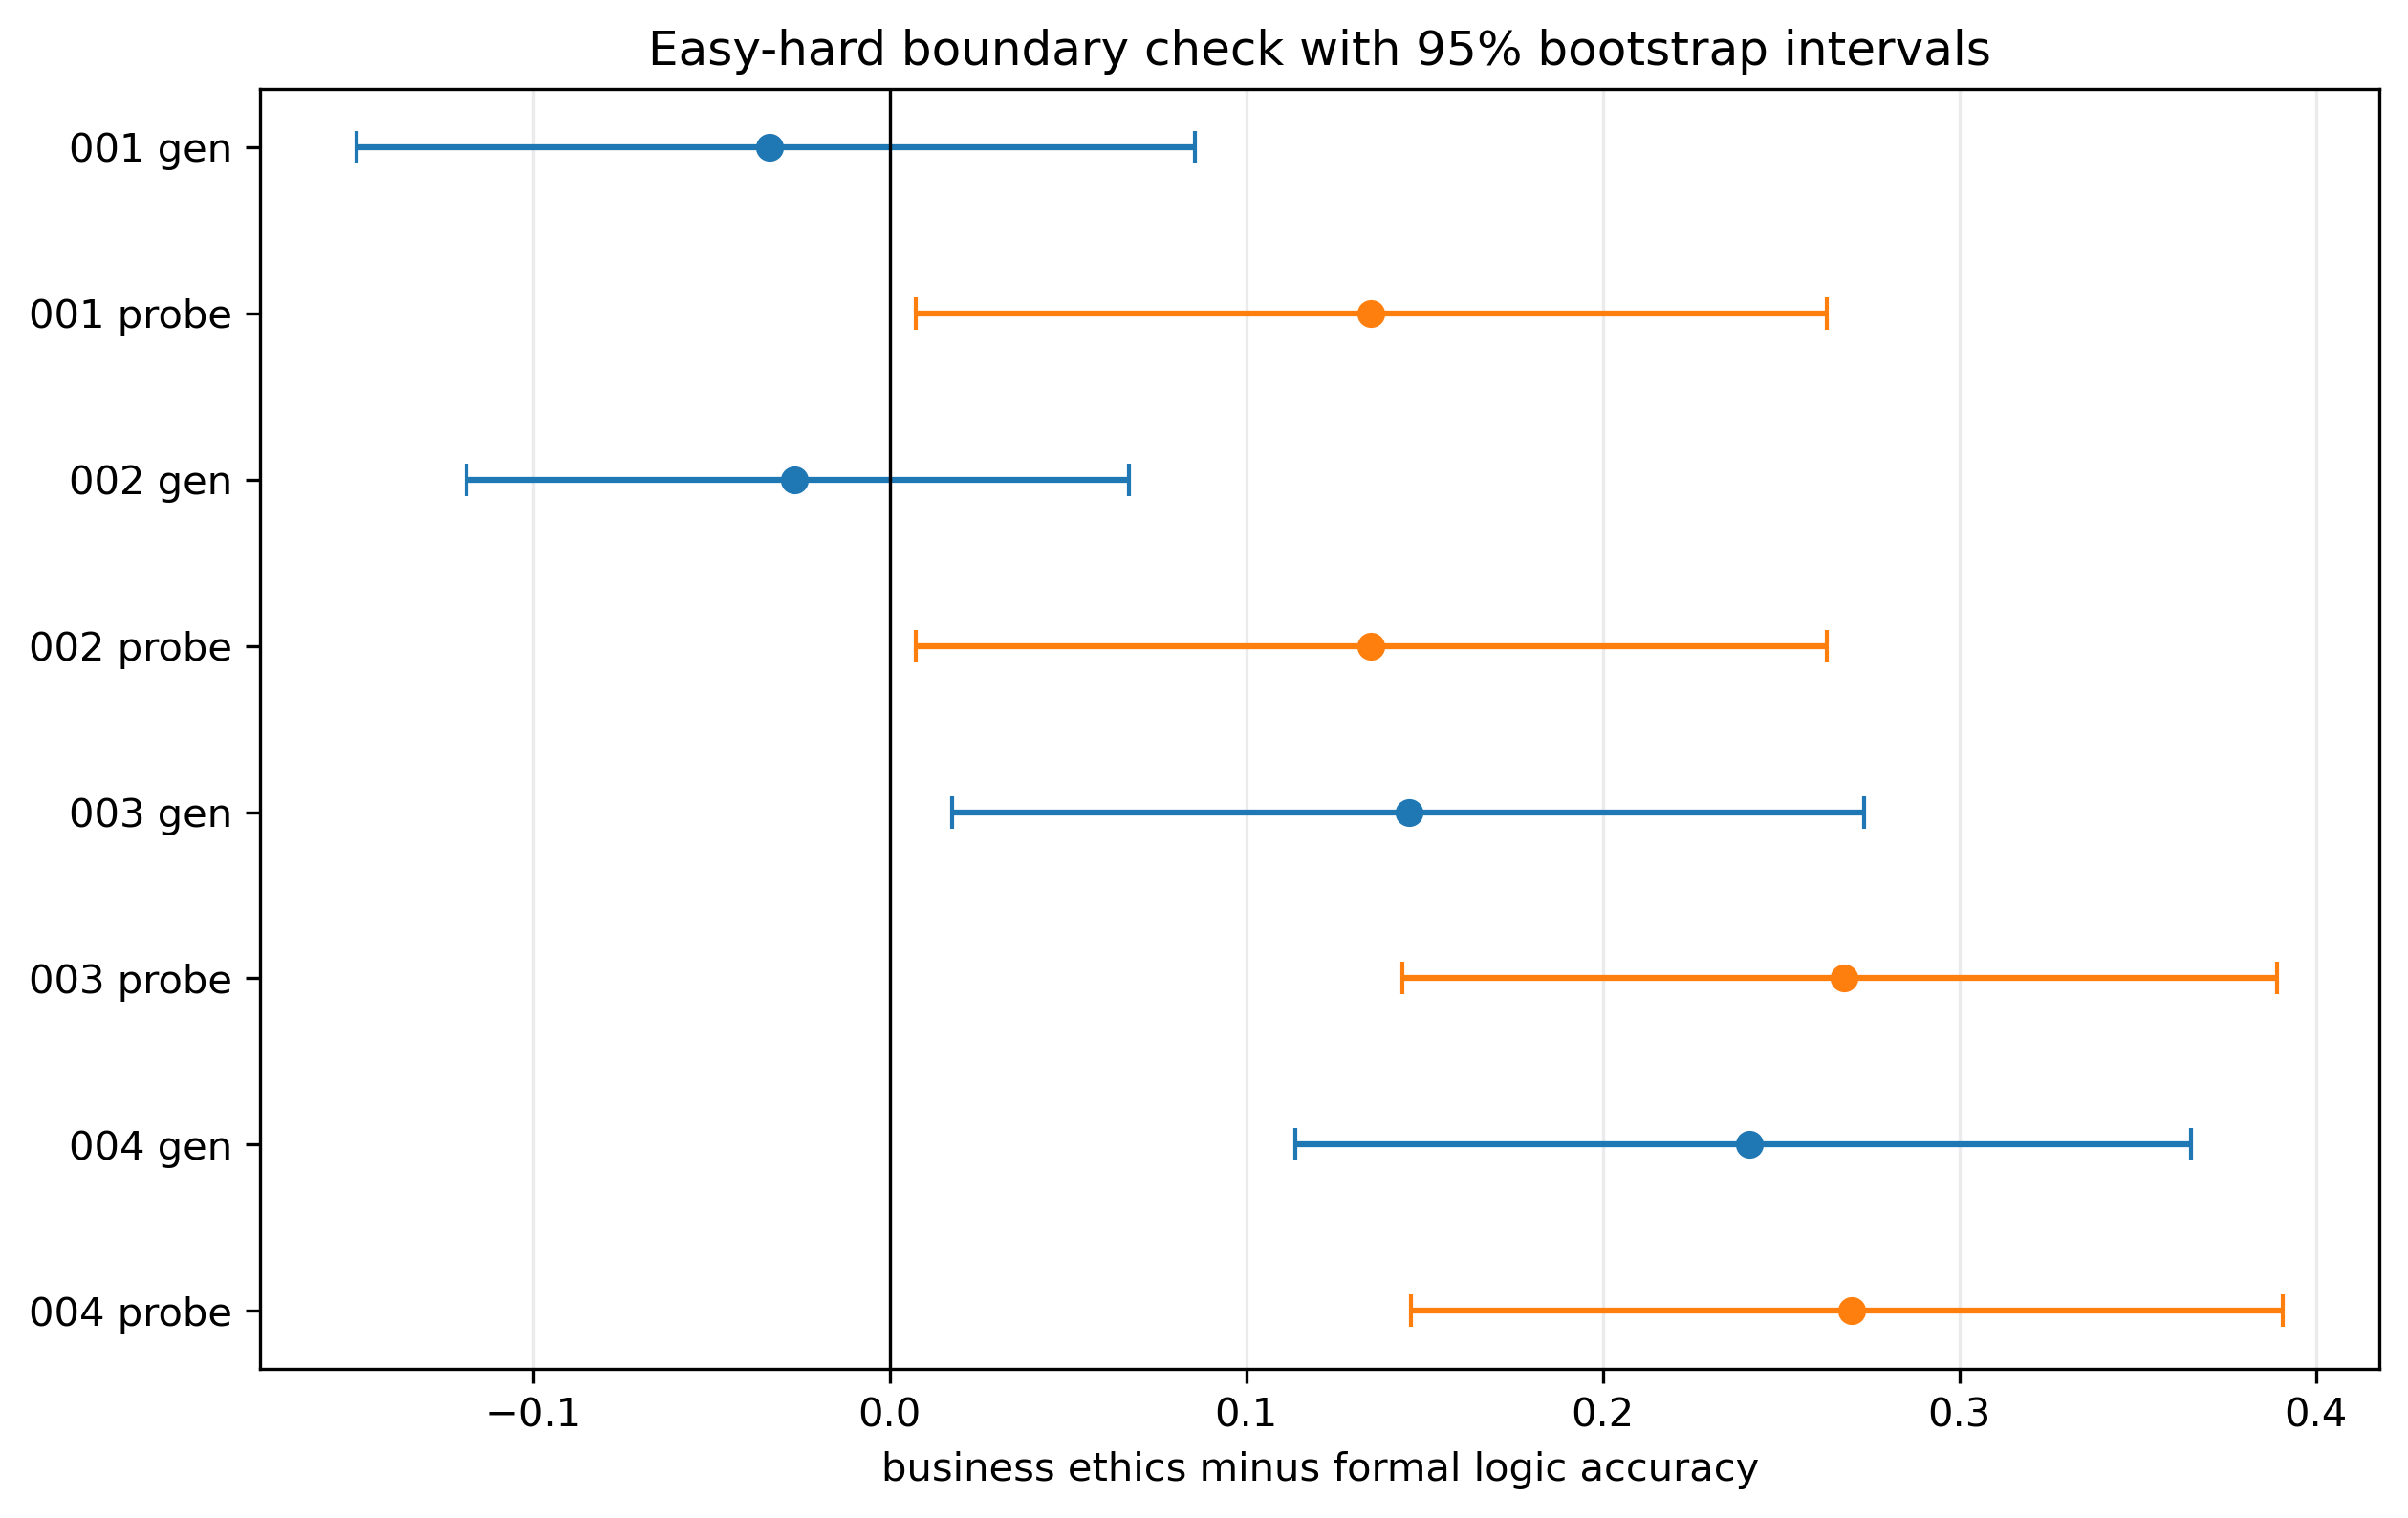 Easy-hard boundary check with 95% bootstrap intervals
001 gen
001 probe
002 gen
002 probe
003 gen
003 probe
004 gen
004 probe
−0.1 0.0 0.1 0.2 0.3 0.4
business ethics minus formal logic accuracy